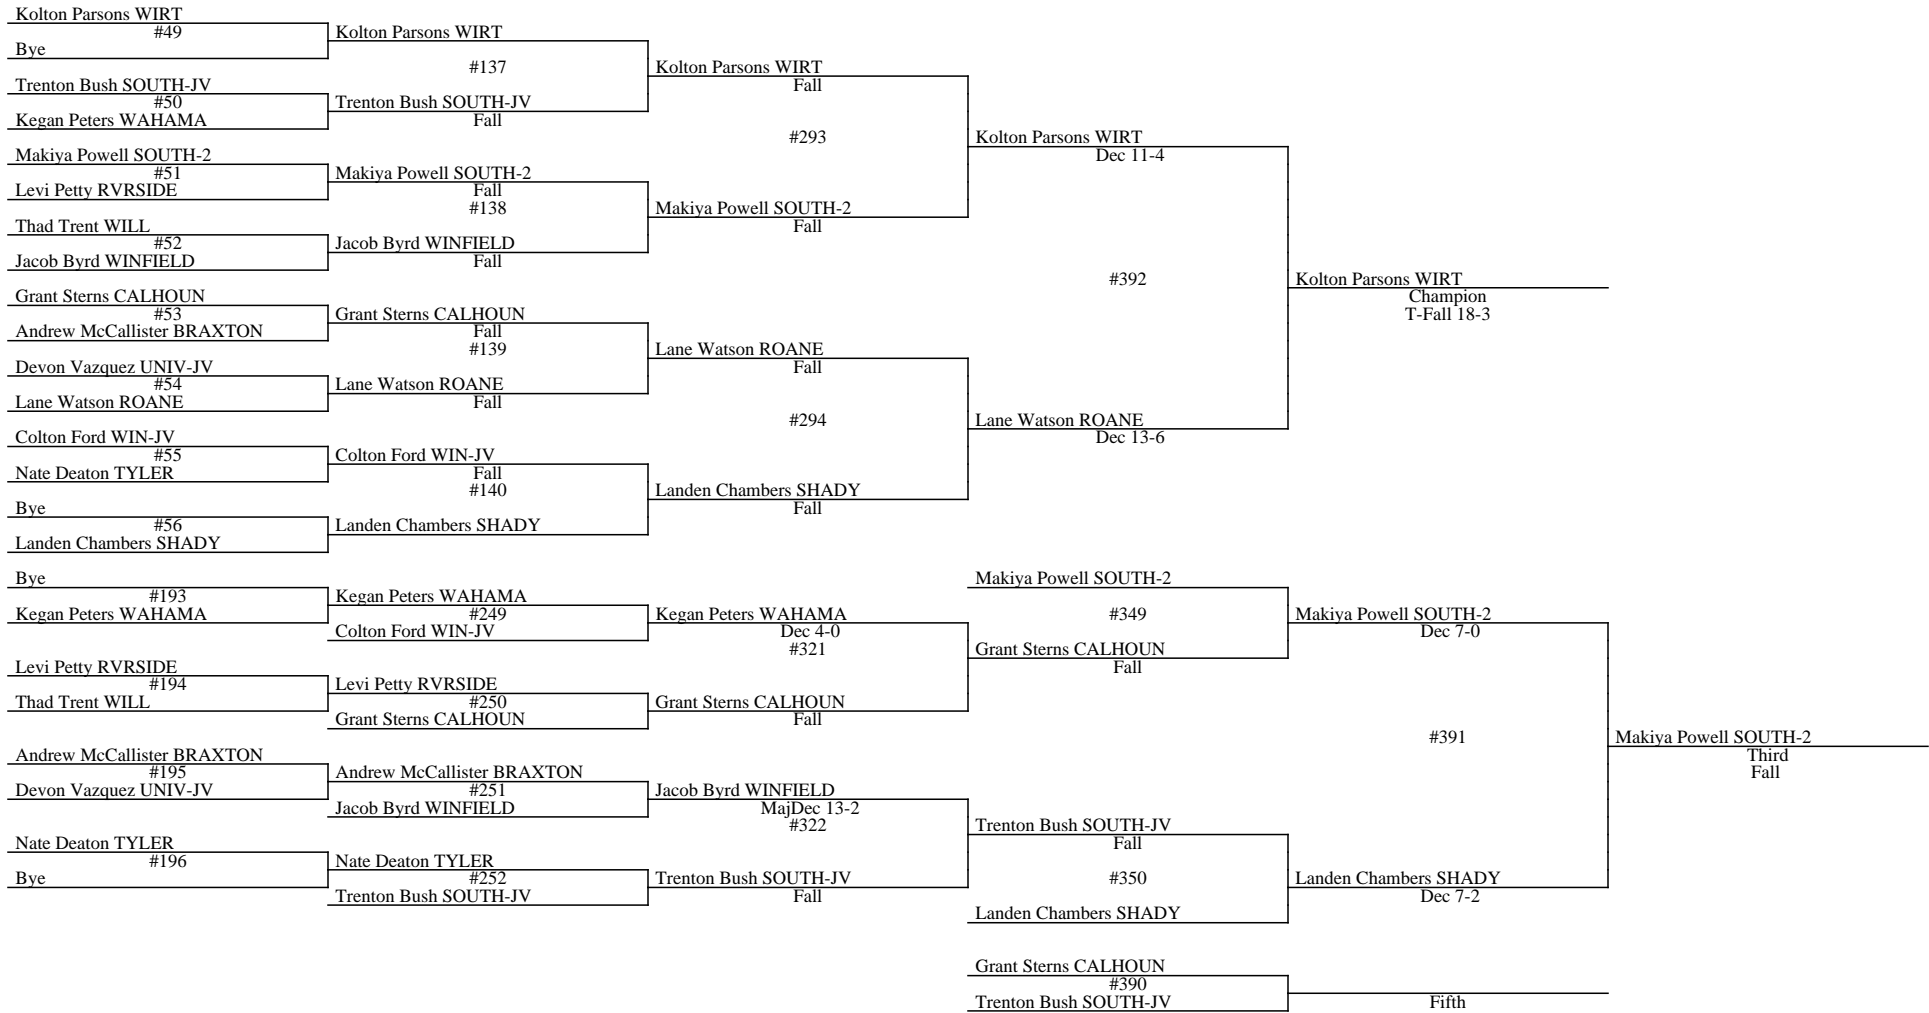 Kolton Parsons WIRT
#49
Bye
Kolton Parsons WIRT
#137
Trenton Bush SOUTH-JV
#50
Kegan Peters WAHAMA
Trenton Bush SOUTH-JV
Fall
Kolton Parsons WIRT
Fall
#293
Makiya Powell SOUTH-2
#51
Levi Petty RVRSIDE
Makiya Powell SOUTH-2
Fall
#138
Thad Trent WILL
#52
Jacob Byrd WINFIELD
Jacob Byrd WINFIELD
Fall
Makiya Powell SOUTH-2
Fall
Kolton Parsons WIRT
Dec 11-4
#392
Grant Sterns CALHOUN
#53
Andrew McCallister BRAXTON
Grant Sterns CALHOUN
Fall
#139
Devon Vazquez UNIV-JV
#54
Lane Watson ROANE
Lane Watson ROANE
Fall
Lane Watson ROANE
Fall
#294
Colton Ford WIN-JV
#55
Nate Deaton TYLER
Colton Ford WIN-JV
Fall
#140
Bye
#56
Landen Chambers SHADY
Landen Chambers SHADY
Landen Chambers SHADY
Fall
Lane Watson ROANE
Dec 13-6
Kolton Parsons WIRT
Champion
T-Fall 18-3
Bye
#193
Kegan Peters WAHAMA
Kegan Peters WAHAMA
#249
Colton Ford WIN-JV
Kegan Peters WAHAMA
Dec 4-0
#321
Levi Petty RVRSIDE
#194
Thad Trent WILL
Levi Petty RVRSIDE
#250
Grant Sterns CALHOUN
Grant Sterns CALHOUN
Fall
Makiya Powell SOUTH-2
#349
Grant Sterns CALHOUN
Fall
Makiya Powell SOUTH-2
Dec 7-0
#391
Andrew McCallister BRAXTON
#195
Devon Vazquez UNIV-JV
Andrew McCallister BRAXTON
#251
Jacob Byrd WINFIELD
Jacob Byrd WINFIELD
MajDec 13-2
#322
Nate Deaton TYLER
#196
Bye
Nate Deaton TYLER
#252
Trenton Bush SOUTH-JV
Trenton Bush SOUTH-JV
Fall
Trenton Bush SOUTH-JV
Fall
#350
Landen Chambers SHADY
Landen Chambers SHADY
Dec 7-2
Makiya Powell SOUTH-2
Third
Fall
Grant Sterns CALHOUN
#390
Trenton Bush SOUTH-JV
Fifth